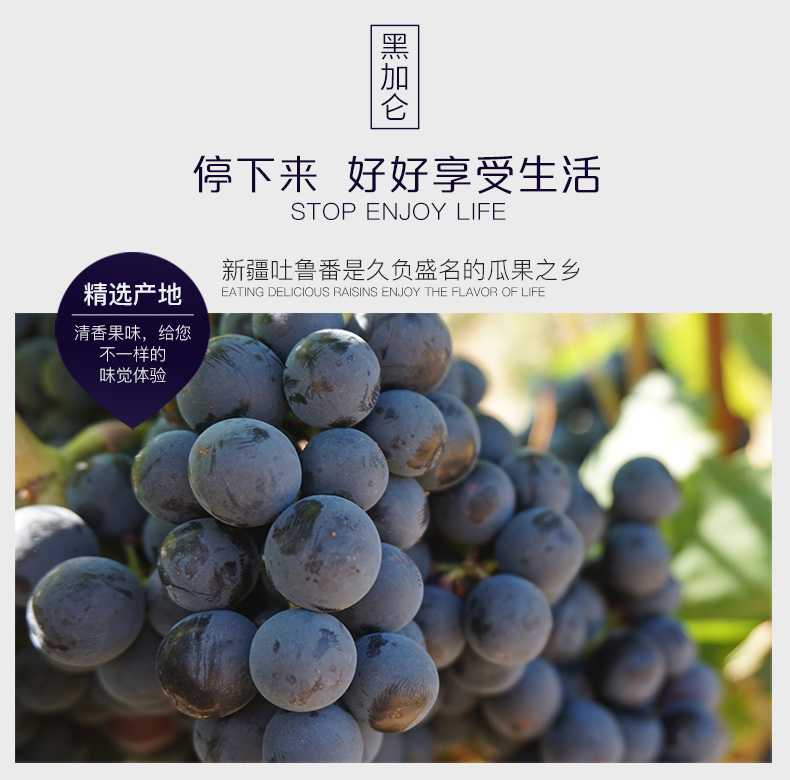 黑加仑
停下来 好好享受生活
STOP ENJOY LIFE
新疆吐鲁番是久负盛名的瓜果之乡
EATING DELICIOUS RAISINS ENJOY THE FLAVOR OF LIFE
精选产地
清香果味，给您
不一样的
味觉体验